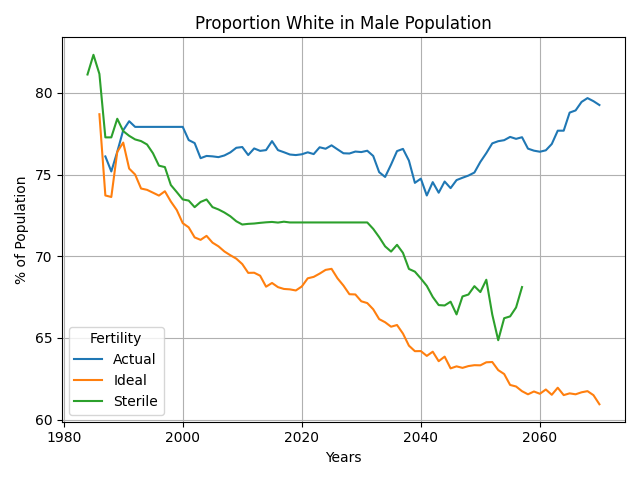 Proportion White in Male Population
% of Population
80
75
70
65
60
Fertility
Actual
Ideal
Sterile
1980
2000
2020
2040
2060
Years